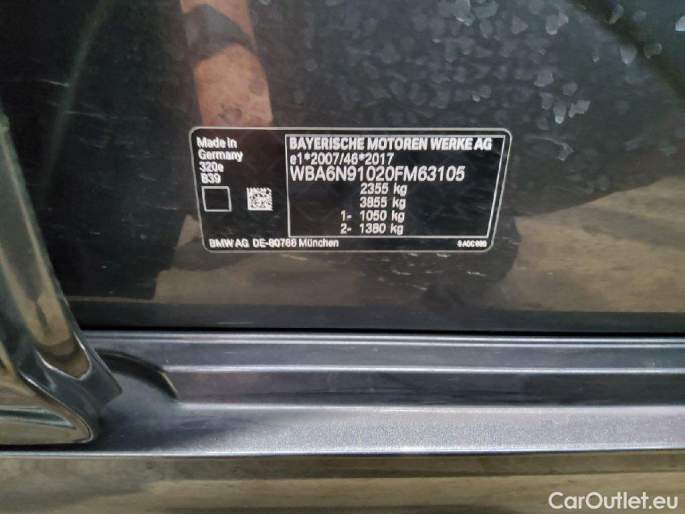 Made in
Germany
320e
B39
BAYERISCHE MOTOREN WERKE AG
e1*2007/46*2017
WBA6N91020FM63105
2355 kg
3855 kg
1- 1050 kg
2- 1380 kg
BMW AG DE-80788 München
CarOutlet.eu